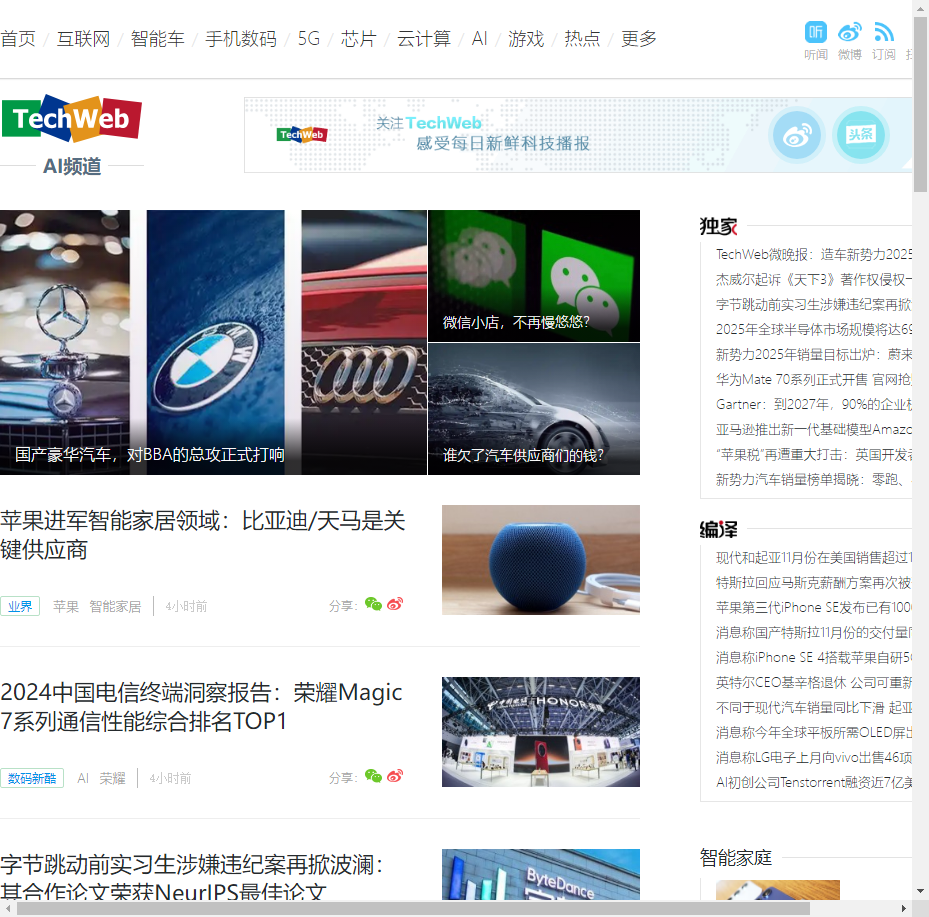 首页 / 互联网 / 智能车 / 手机数码 / 5G / 芯片 / 云计算 / AI / 游戏 / 热点 / 更多
听
听闻 微博 订阅
TechWeb
AI频道
TechWeb
关注TechWeb
感受每日新鲜科技播报
头条
国产豪华汽车，对BBA的总攻正式打响
微信小店，不再慢悠悠？
谁欠了汽车供应商们的钱？
苹果进军智能家居领域：比亚迪/天马是关
键供应商
业界 苹果 智能家居 4小时前 分享：
2024中国电信终端洞察报告：荣耀Magic
7系列通信性能综合排名TOP1
HONOR荣耀
数码新酷 AI 荣耀 4小时前 分享：
字节跳动前实习生涉嫌违纪案再掀波澜：
其合作论文荣获NeurIPS最佳论文
ByteDance
独家
TechWeb微晚报：造车新势力2025
杰威尔起诉《天下3》著作权侵权一
字节跳动前实习生涉嫌违纪案再掀
2025年全球半导体市场规模将达69
新势力2025年销量目标出炉：蔚来
华为Mate 70系列正式开售 官网抢
Gartner：到2027年，90%的企业
亚马逊推出新一代基础模型Amazo
“苹果税”再遭重大打击：英国开发者
新势力汽车销量榜单揭晓：零跑、
编译
现代和起亚11月份在美国销售超过1
特斯拉回应马斯克薪酬方案再次被
苹果第三代iPhone SE发布已有100
消息称国产特斯拉11月份的交付量
消息称iPhone SE 4搭载苹果自研5G
英特尔CEO基辛格退休 公司可重新
不同于现代汽车销量同比下滑 起亚
消息称今年全球平板所需OLED屏出
消息称LG电子上月向vivo出售46项
AI初创公司Tenstorrent融资近7亿美
智能家庭